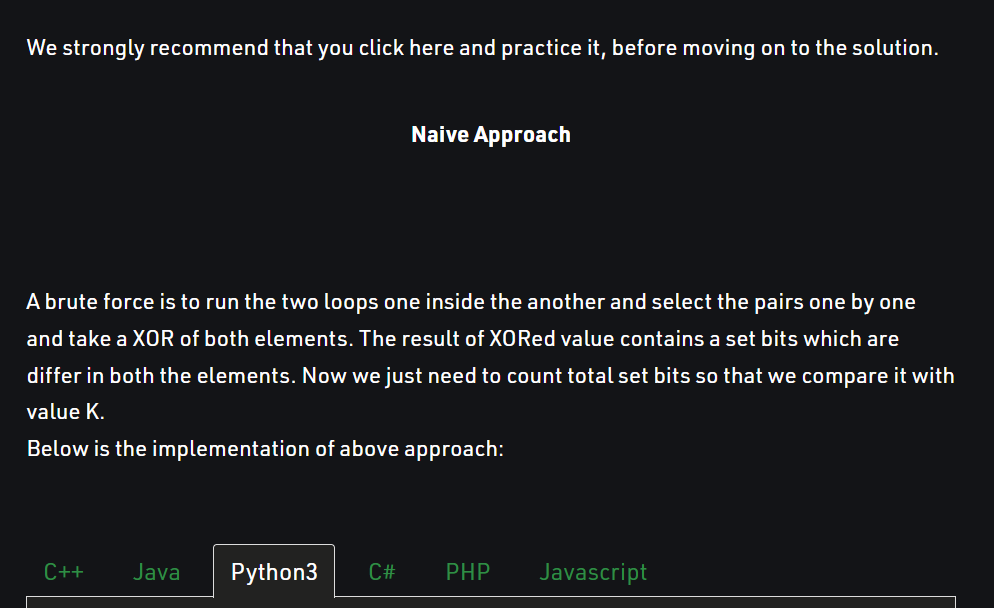 We strongly recommend that you click here and practice it, before moving on to the solution.
Naive Approach
A brute force is to run the two loops one inside the another and select the pairs one by one
and take a XOR of both elements. The result of XORed value contains a set bits which are
differ in both the elements. Now we just need to count total set bits so that we compare it with
value K.
Below is the implementation of above approach:
C++ Java Python3 C# PHP Javascript